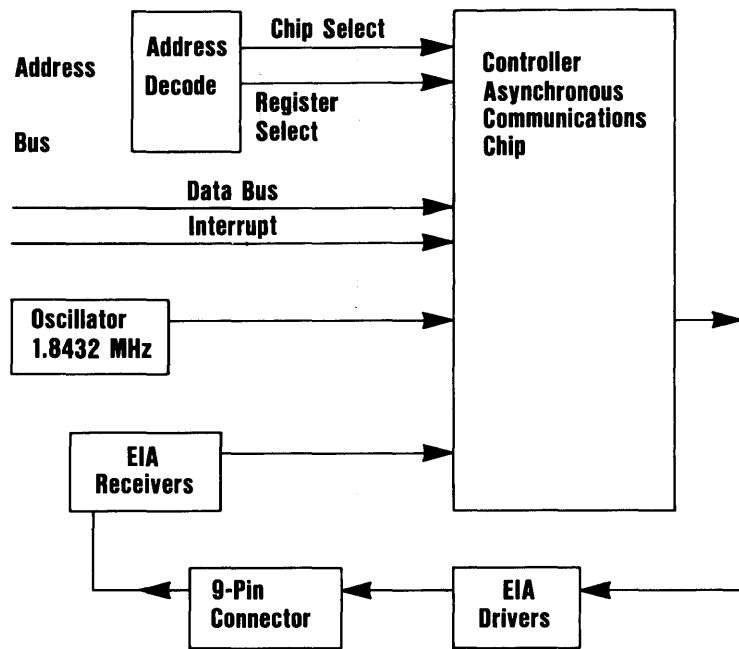 Address
Bus
Address
Decode
Chip Select
Register
Select
Controller
Asynchronous
Communications
Chip
Data Bus
Interrupt
Oscillator
1.8432 MHz
EIA
Receivers
9-Pin
Connector
EIA
Drivers